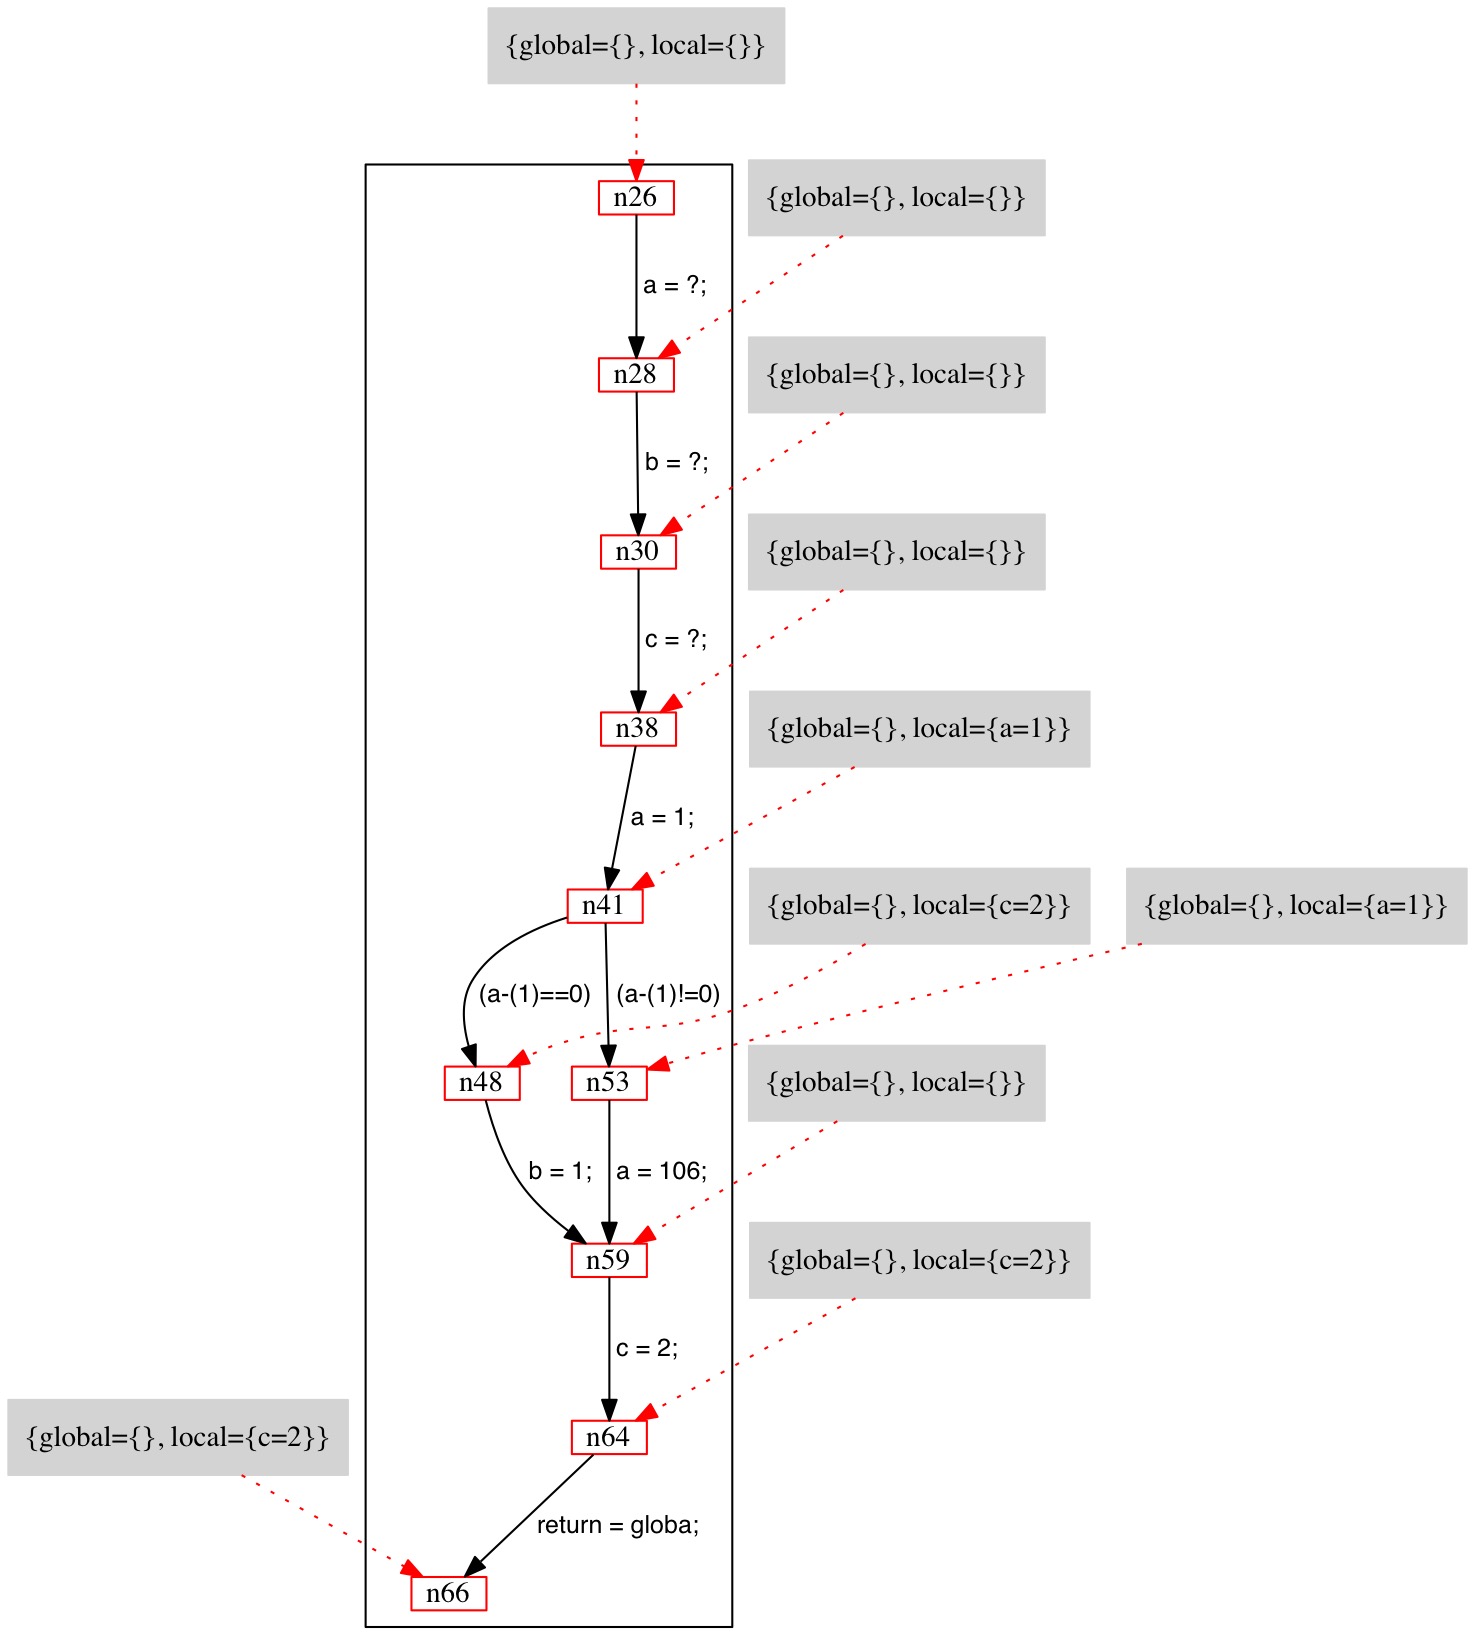 {global={}, local={}}
n26
{global={}, local={}}
a = ?;
n28
{global={}, local={}}
b = ?;
n30
{global={}, local={}}
c = ?;
n38
{global={}, local={a=1}}
a = 1;
n41
{global={}, local={c=2}}
{global={}, local={a=1}}
(a-(1)==0)
(a-(1)!=0)
n48
n53
{global={}, local={}}
b = 1;
a = 106;
n59
{global={}, local={c=2}}
c = 2;
n64
{global={}, local={c=2}}
return = globa;
n66